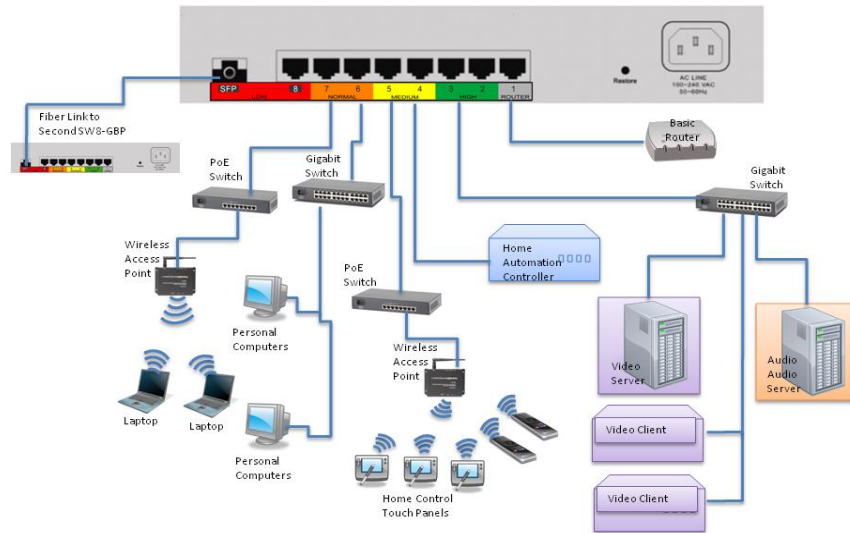 SFP
8
7
6
5
4
3
2
1
LOW
NORMAL
MEDIUM
HIGH
ROUTER
Restore
AC LINE
100-240 VAC
50-60Hz
Fiber Link to
Second SW8-GBP
PoE
Switch
Gigabit
Switch
Basic
Router
Gigabit
Switch
Wireless
Access
Point
PoE
Switch
Home
Automation
Controller
Personal
Computers
Wireless
Access
Point
Video
Server
Audio
Audio
Server
Laptop
Laptop
Personal
Computers
Home Control
Touch Panels
Video Client
Video Client